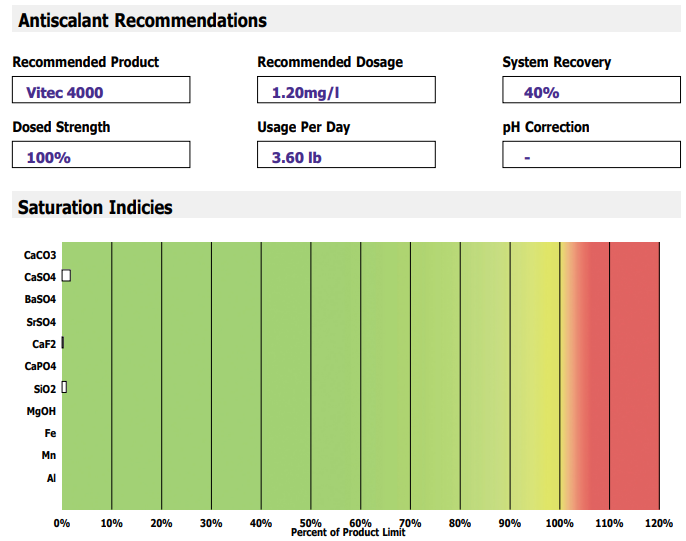 Antiscalant Recommendations
Recommended Product Recommended Dosage System Recovery
Vitec 4000 1.20mg/l 40%
Dosed Strength Usage Per Day pH Correction
100% 3.60 lb -
Saturation Indicies
CaCO3
CaSO4
BaSO4
SrSO4
CaF2
CaPO4
SiO2
MgOH
Fe
Mn
Al
0% 10% 20% 30% 40% 50% 60% 70% 80% 90% 100% 110% 120%
Percent of Product Limit